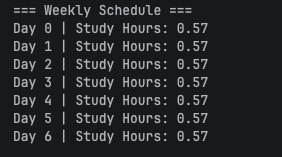 === Weekly Schedule ===
Day 0 | Study Hours: 0.57
Day 1 | Study Hours: 0.57
Day 2 | Study Hours: 0.57
Day 3 | Study Hours: 0.57
Day 4 | Study Hours: 0.57
Day 5 | Study Hours: 0.57
Day 6 | Study Hours: 0.57